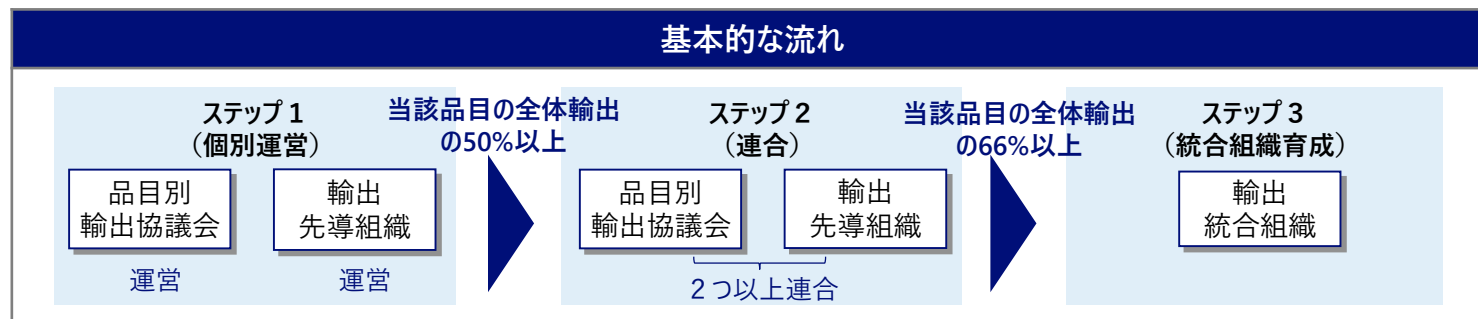 基本的な流れ
ステップ１
（個別運営）
品目別
輸出協議会
運営
輸出
先導組織
運営
当該品目の全体輸出
の50%以上
ステップ２
（連合）
品目別
輸出協議会
輸出
先導組織
２つ以上連合
当該品目の全体輸出
の66%以上
ステップ３
（統合組織育成）
輸出
統合組織